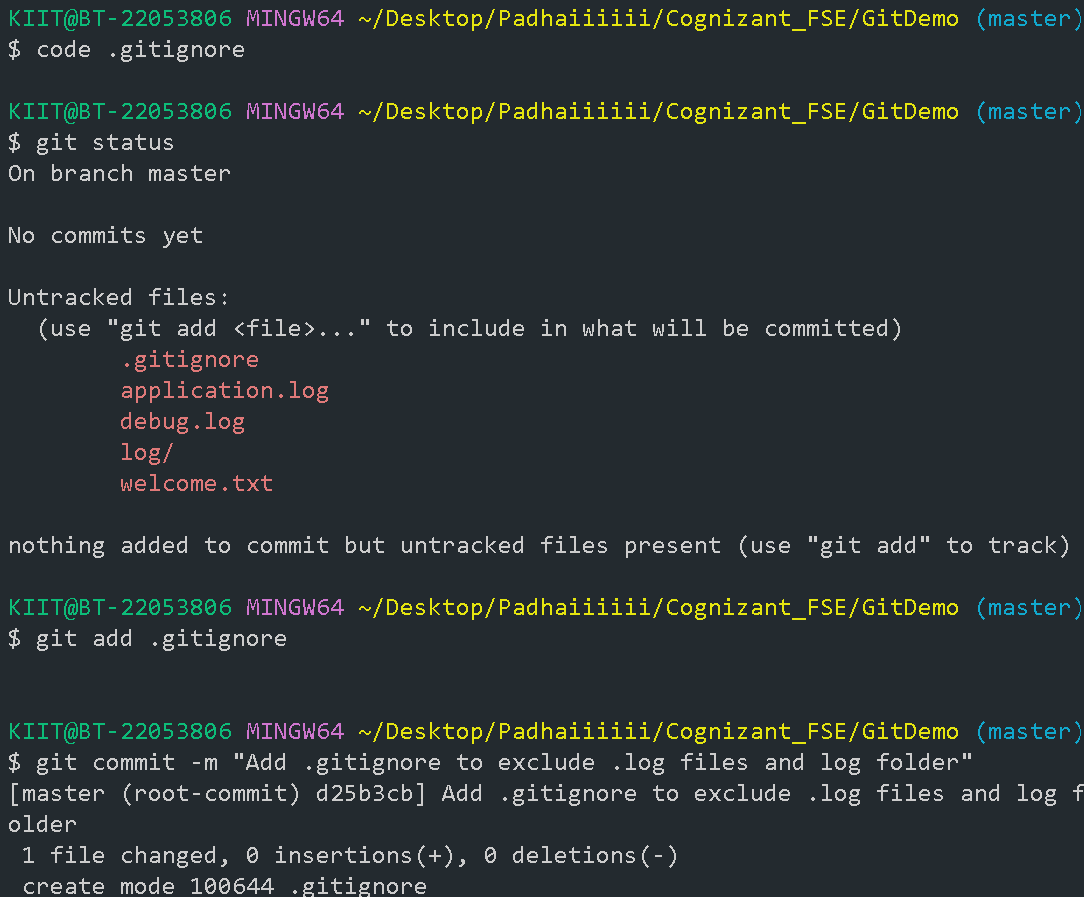 KIIT@BT-22053806 MINGW64 ~/Desktop/Padhaiiiiii/Cognizant_FSE/GitDemo (master)
$ code .gitignore
KIIT@BT-22053806 MINGW64 ~/Desktop/Padhaiiiiii/Cognizant_FSE/GitDemo (master)
$ git status
On branch master
No commits yet
Untracked files:
  (use "git add <file>..." to include in what will be committed)
        .gitignore
        application.log
        debug.log
        log/
        welcome.txt
nothing added to commit but untracked files present (use "git add" to track)
KIIT@BT-22053806 MINGW64 ~/Desktop/Padhaiiiiii/Cognizant_FSE/GitDemo (master)
$ git add .gitignore
KIIT@BT-22053806 MINGW64 ~/Desktop/Padhaiiiiii/Cognizant_FSE/GitDemo (master)
$ git commit -m "Add .gitignore to exclude .log files and log folder"
[master (root-commit) d25b3cb] Add .gitignore to exclude .log files and log f
older
 1 file changed, 0 insertions(+), 0 deletions(-)
 create mode 100644 .gitignore